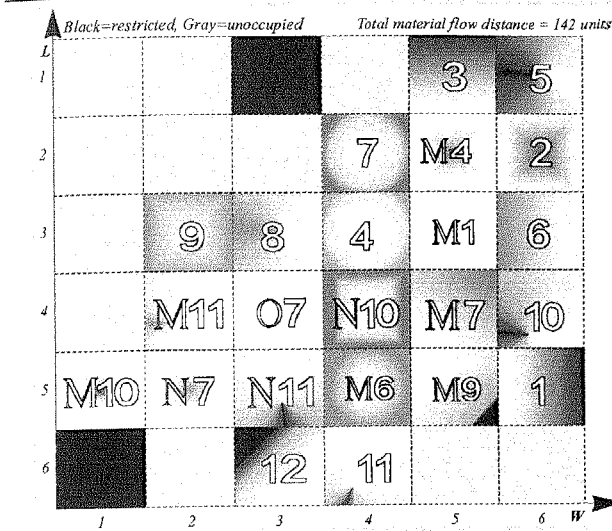 Black=restricted, Gray=unoccupied Total material flow distance = 142 units
L
1 3 5
2 7 M4 2
3 9 8 4 M1 6
4 M11 O7 N10 M7 10
5 M10 N7 N11 M6 M9 1
6 12 11
1 2 3 4 5 6 W